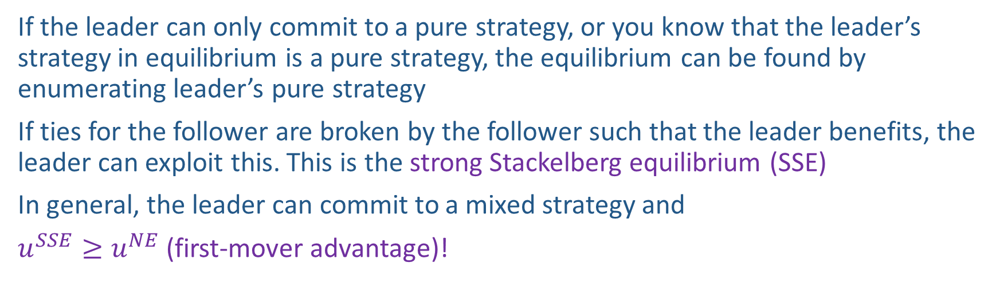 If the leader can only commit to a pure strategy, or you know that the leader’s
strategy in equilibrium is a pure strategy, the equilibrium can be found by
enumerating leader’s pure strategy
If ties for the follower are broken by the follower such that the leader benefits, the
leader can exploit this. This is the strong Stackelberg equilibrium (SSE)
In general, the leader can commit to a mixed strategy and
𝑢^𝑆𝑆𝐸 ≥ 𝑢^𝑁𝐸 (first-mover advantage)!